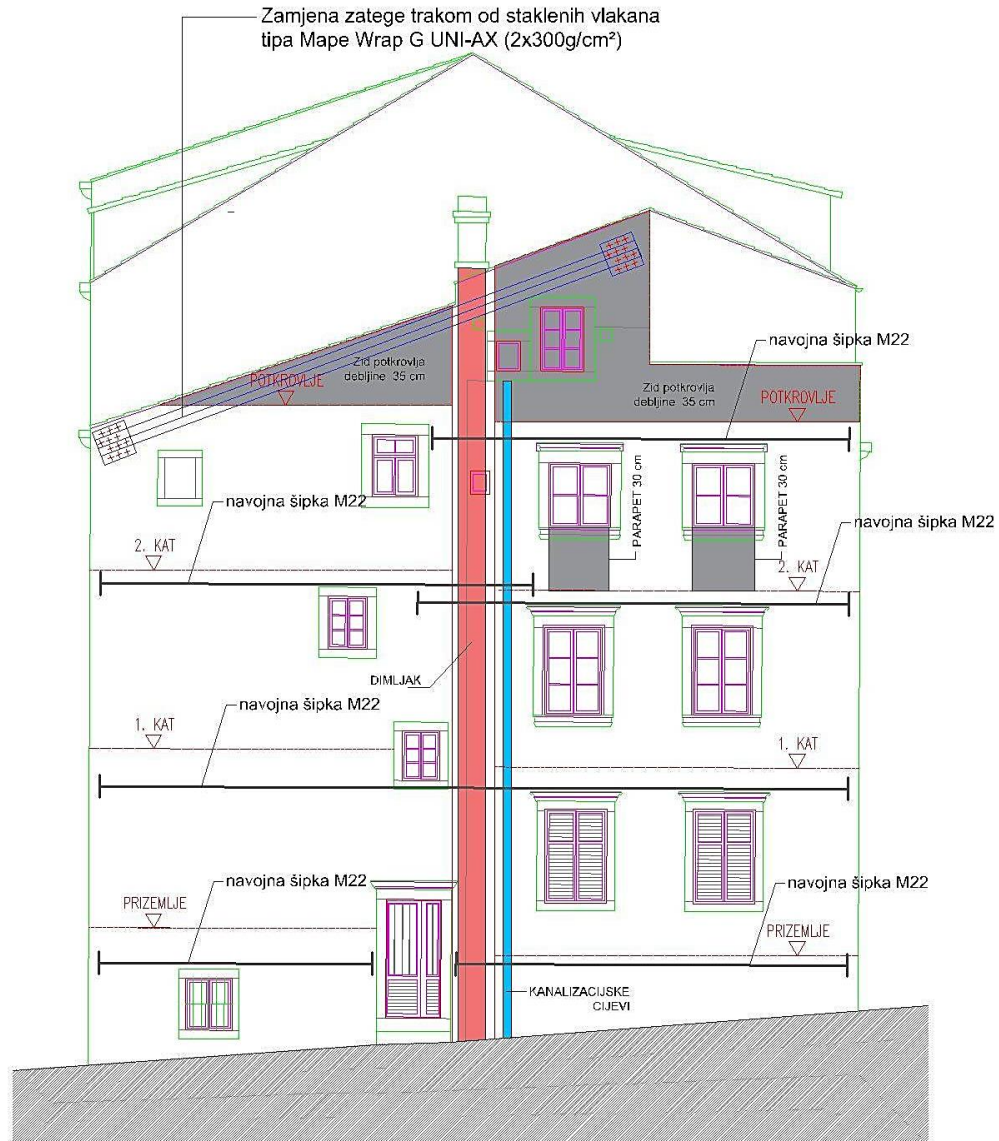 Zamjena zatege trakom od staklenih vlakana
tipa Mape Wrap G UNI-AX (2x300g/cm²)
navojna šipka M22
Zid potkrovlja
debljine 35 cm
POTKROVLJE
Zid potkrovlja
debljine 35 cm
POTKROVLJE
navojna šipka M22
PARAPET 30 cm
PARAPET 30 cm
navojna šipka M22
2. KAT
2. KAT
DIMLJAK
navojna šipka M22
1. KAT
1. KAT
navojna šipka M22
navojna šipka M22
PRIZEMLJE
PRIZEMLJE
KANALIZACIJSKE
CIJEVI